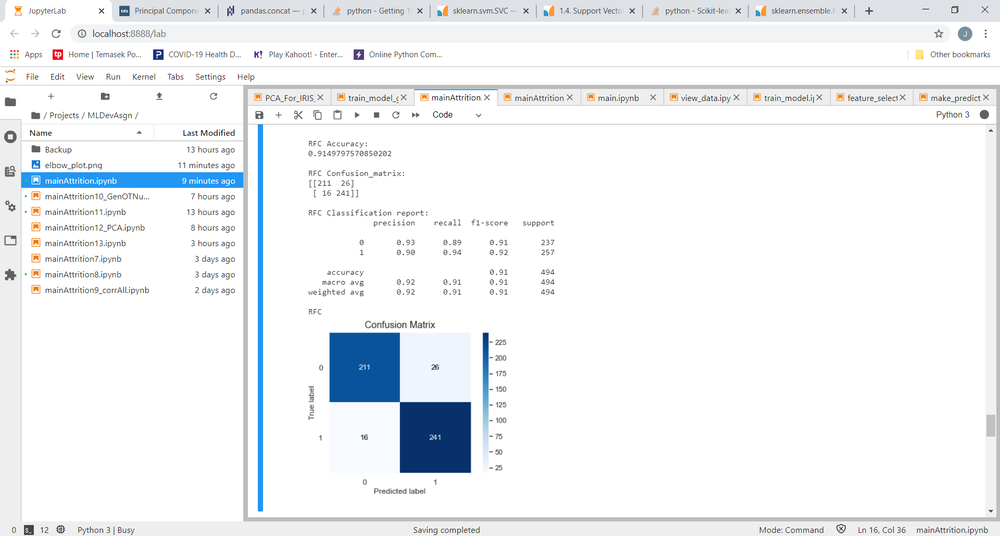 JupyterLab
Principal Compone
pandas.concat — p
python - Getting T
sklearn.svm.SVC —
1.4. Support Vecto
python - Scikit-lea
sklearn.ensemble.R
tds
localhost:8888/lab
J
Apps
tp Home | Temasek Po...
P COVID-19 Health D...
K! Play Kahoot! - Enter...
Online Python Com...
Other bookmarks
File Edit View Run Kernel Tabs Settings Help
PCA_For_IRIS.
train_model_c
mainAttrition.
mainAttrition
main.ipynb
view_data.ipy
train_model.ip
feature_select
make_predict
Code
Python 3
/ Projects / MLDevAsgn /
Name Last Modified
Backup 13 hours ago
elbow_plot.png 11 minutes ago
mainAttrition.ipynb 9 minutes ago
mainAttrition10_GenOTNu... 7 hours ago
mainAttrition11.ipynb 13 hours ago
mainAttrition12_PCA.ipynb 8 hours ago
mainAttrition13.ipynb 3 hours ago
mainAttrition7.ipynb 3 days ago
mainAttrition8.ipynb 3 days ago
mainAttrition9_corrAll.ipynb 2 days ago
RFC Accuracy:
0.9149797570850202
RFC Confusion_matrix:
[[211 26]
[ 16 241]]
RFC Classification report:
precision recall f1-score support
0 0.93 0.89 0.91 237
1 0.90 0.94 0.92 257
accuracy 0.91 494
macro avg 0.92 0.91 0.91 494
weighted avg 0.92 0.91 0.91 494
RFC
Confusion Matrix
211 26
16 241
0
1
True label
0 1
Predicted label
225
200
175
150
125
100
75
50
25
0 $_ 12 Python 3 | Busy
Saving completed
Mode: Command Ln 16, Col 36 mainAttrition.ipynb